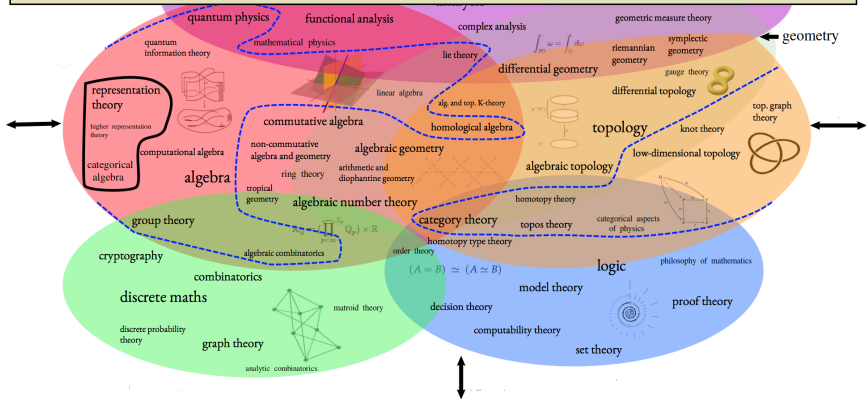 quantum physics
functional analysis
complex analysis
geometric measure theory
quantum
information theory
mathematical physics
lie theory
∫ ω = ∫ dω
riemannian
geometry
symplectic
geometry
geometry
differential geometry
gauge theory
representation
theory
linear algebra
differential topology
alg. and top. K-theory
top. graph
theory
higher representation
theory
commutative algebra
homological algebra
topology
knot theory
categorical
algebra
computational algebra
non-commutative
algebra and geometry
algebraic geometry
low-dimensional topology
algebra
ring theory
arithmetic and
diophantine geometry
algebraic topology
tropical
geometry
algebraic number theory
homotopy theory
group theory
category theory
topos theory
categorical aspects
of physics
homotopy type theory
cryptography
algebraic combinatorics
order theory
philosophy of mathematics
combinatorics
(A = B) ≃ (A ≃ B)
logic
discrete maths
model theory
matroid theory
decision theory
proof theory
discrete probability
theory
graph theory
computability theory
set theory
analytic combinatorics